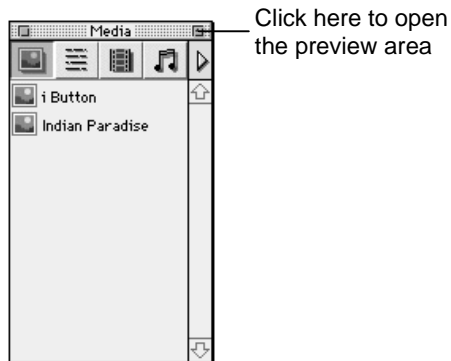 Media
Click here to open
the preview area
i Button
Indian Paradise